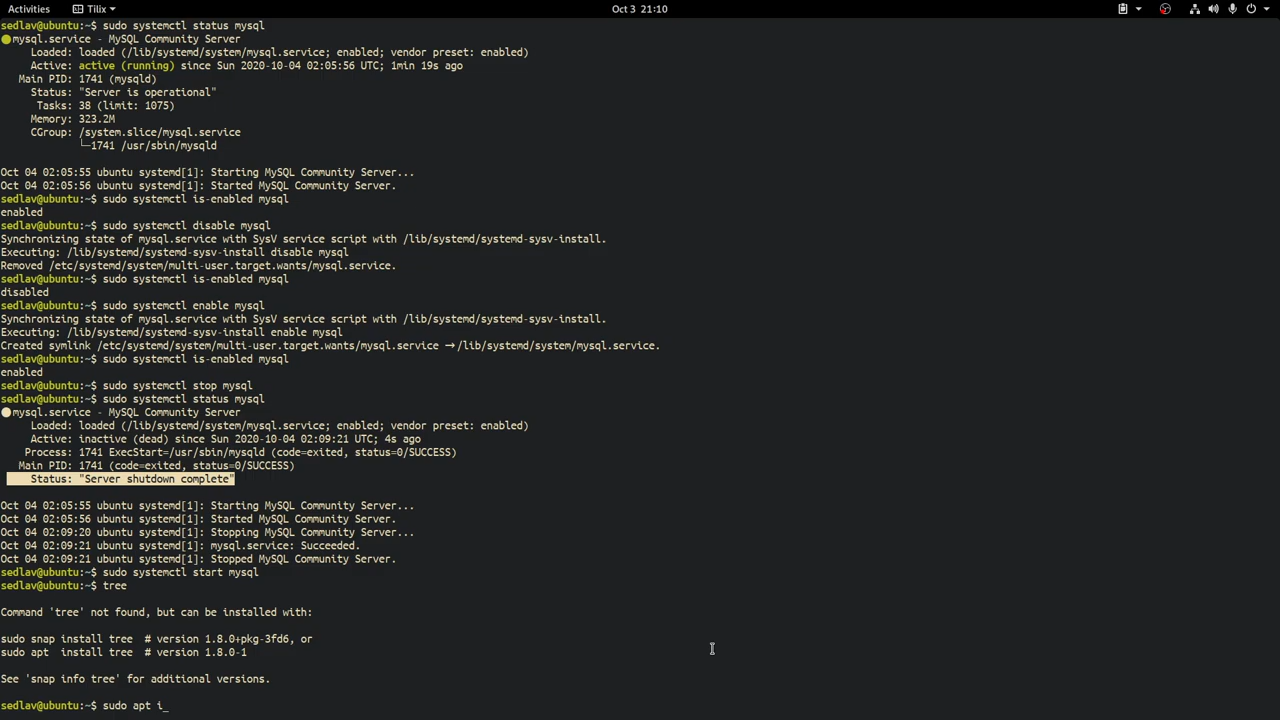 Activities Tilix Oct 3 21:10
sedlav@ubuntu:~$ sudo systemctl status mysql
●mysql.service - MySQL Community Server
     Loaded: loaded (/lib/systemd/system/mysql.service; enabled; vendor preset: enabled)
     Active: active (running) since Sun 2020-10-04 02:05:56 UTC; 1min 19s ago
   Main PID: 1741 (mysqld)
     Status: "Server is operational"
      Tasks: 38 (limit: 1075)
     Memory: 323.2M
     CGroup: /system.slice/mysql.service
             └─1741 /usr/sbin/mysqld
Oct 04 02:05:55 ubuntu systemd[1]: Starting MySQL Community Server...
Oct 04 02:05:56 ubuntu systemd[1]: Started MySQL Community Server.
sedlav@ubuntu:~$ sudo systemctl is-enabled mysql
enabled
sedlav@ubuntu:~$ sudo systemctl disable mysql
Synchronizing state of mysql.service with SysV service script with /lib/systemd/systemd-sysv-install.
Executing: /lib/systemd/systemd-sysv-install disable mysql
Removed /etc/systemd/system/multi-user.target.wants/mysql.service.
sedlav@ubuntu:~$ sudo systemctl is-enabled mysql
disabled
sedlav@ubuntu:~$ sudo systemctl enable mysql
Synchronizing state of mysql.service with SysV service script with /lib/systemd/systemd-sysv-install.
Executing: /lib/systemd/systemd-sysv-install enable mysql
Created symlink /etc/systemd/system/multi-user.target.wants/mysql.service → /lib/systemd/system/mysql.service.
sedlav@ubuntu:~$ sudo systemctl is-enabled mysql
enabled
sedlav@ubuntu:~$ sudo systemctl stop mysql
sedlav@ubuntu:~$ sudo systemctl status mysql
●mysql.service - MySQL Community Server
     Loaded: loaded (/lib/systemd/system/mysql.service; enabled; vendor preset: enabled)
     Active: inactive (dead) since Sun 2020-10-04 02:09:21 UTC; 4s ago
    Process: 1741 ExecStart=/usr/sbin/mysqld (code=exited, status=0/SUCCESS)
   Main PID: 1741 (code=exited, status=0/SUCCESS)
     Status: "Server shutdown complete"
Oct 04 02:05:55 ubuntu systemd[1]: Starting MySQL Community Server...
Oct 04 02:05:56 ubuntu systemd[1]: Started MySQL Community Server.
Oct 04 02:09:20 ubuntu systemd[1]: Stopping MySQL Community Server...
Oct 04 02:09:21 ubuntu systemd[1]: mysql.service: Succeeded.
Oct 04 02:09:21 ubuntu systemd[1]: Stopped MySQL Community Server.
sedlav@ubuntu:~$ sudo systemctl start mysql
sedlav@ubuntu:~$ tree
Command 'tree' not found, but can be installed with:
sudo snap install tree  # version 1.8.0+pkg-3fd6, or
sudo apt  install tree  # version 1.8.0-1
See 'snap info tree' for additional versions.
sedlav@ubuntu:~$ sudo apt i_